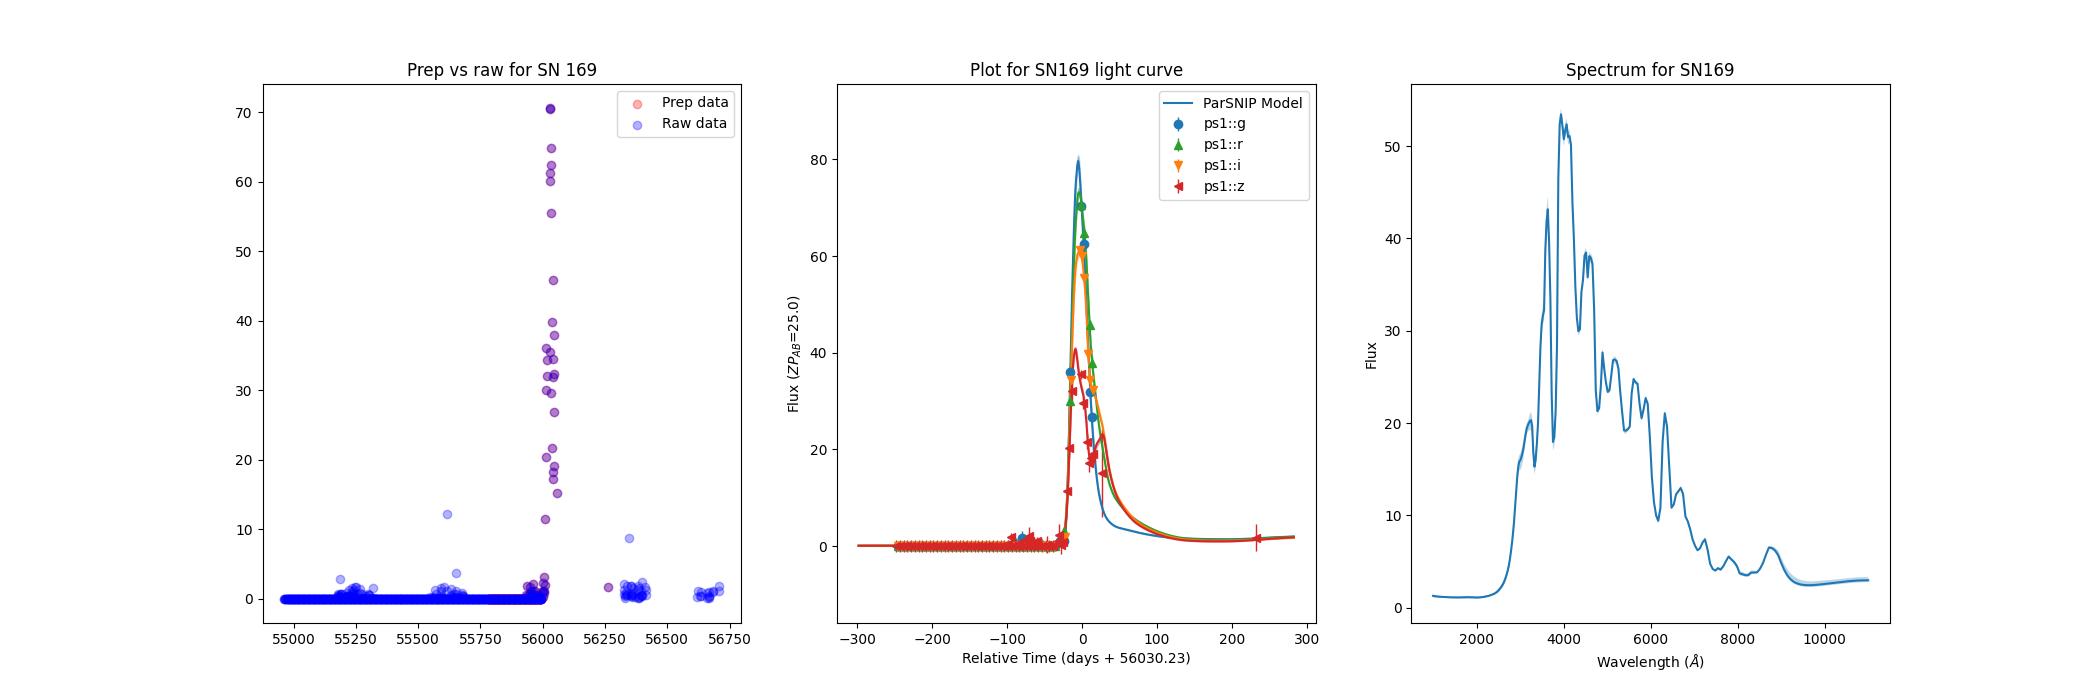 Prep vs raw for SN 169
Prep data
Raw data
70
60
50
40
30
20
10
0
55000
55250
55500
55750
56000
56250
56500
56750
Plot for SN169 light curve
ParSNIP Model
ps1::g
ps1::r
ps1::i
ps1::z
Flux (ZP_AB=25.0)
80
60
40
20
0
−300
−200
−100
0
100
200
300
Relative Time (days + 56030.23)
Spectrum for SN169
Flux
50
40
30
20
10
0
2000
4000
6000
8000
10000
Wavelength (Å)